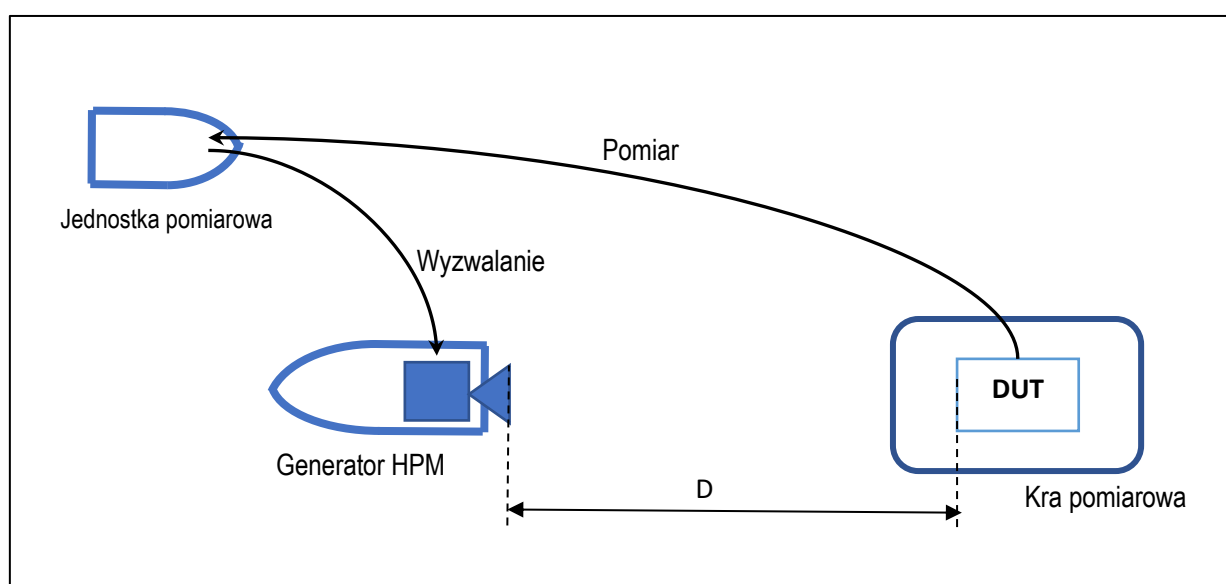 Pomiar
Jednostka pomiarowa
Wyzwalanie
DUT
Generator HPM
D
Kra pomiarowa